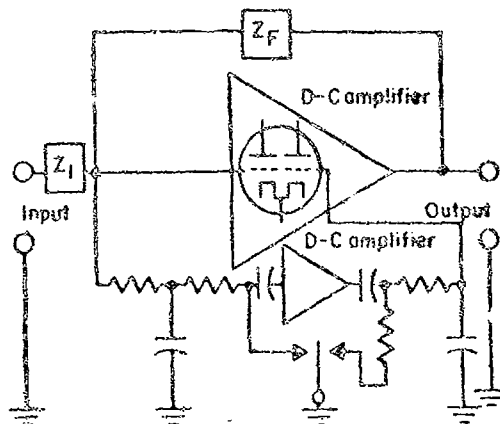 Z_F
D-C amplifier
Z_I
Input
Output
D-C amplifier